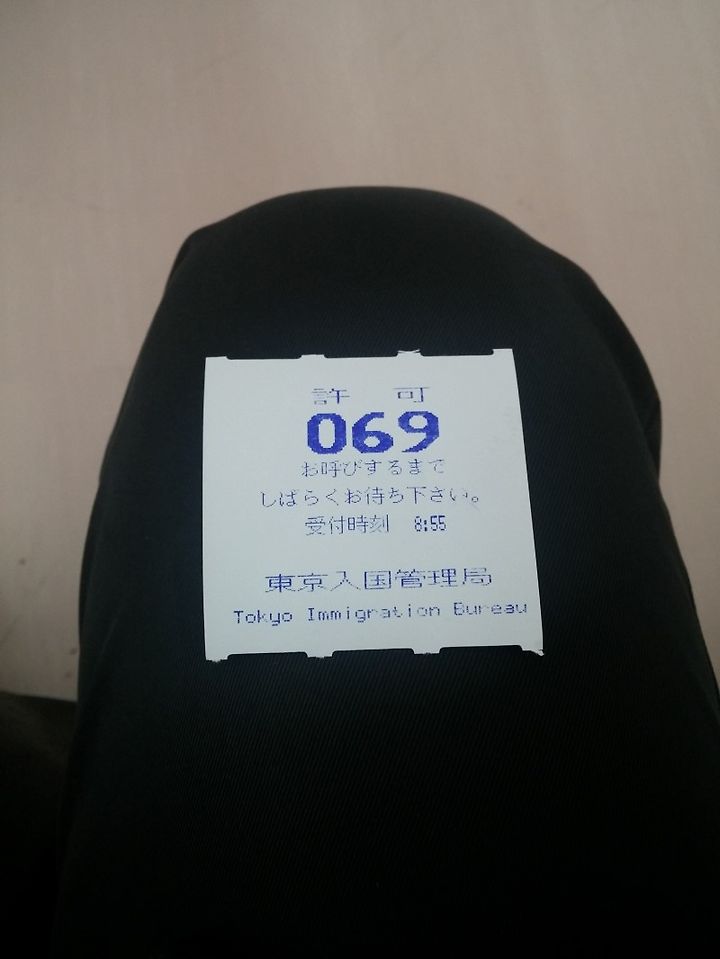 許 可
069
お呼びするまで
しばらくお待ち下さい。
受付時刻 8:55
東京入国管理局
Tokyo Immigration Bureau